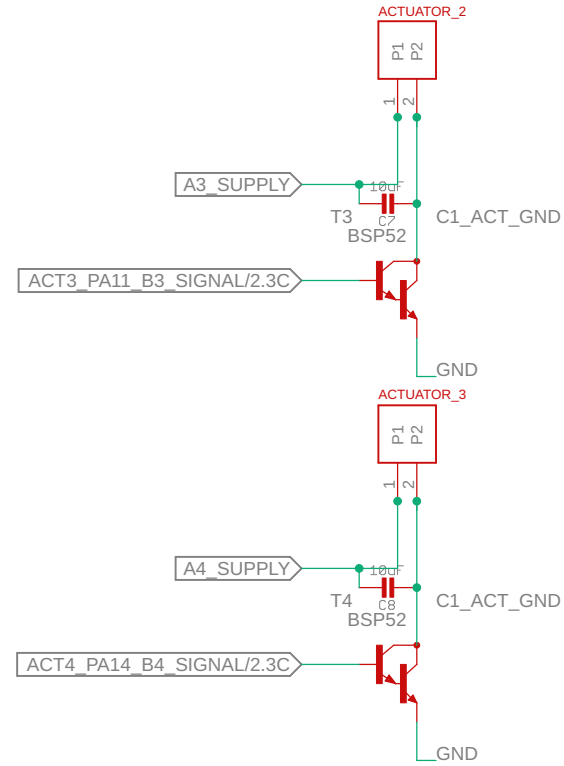 ACTUATOR_2
P1
P2
1
2
A3_SUPPLY
10uF
C7
T3
BSP52
C1_ACT_GND
ACT3_PA11_B3_SIGNAL/2.3C
GND
ACTUATOR_3
P1
P2
1
2
A4_SUPPLY
10uF
C8
T4
BSP52
C1_ACT_GND
ACT4_PA14_B4_SIGNAL/2.3C
GND